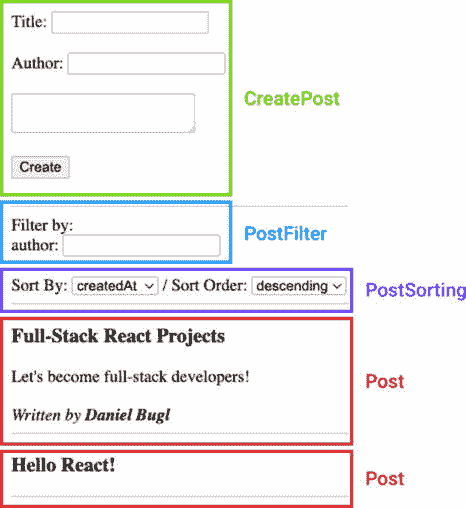 Title:
Author:
CreatePost
Create
Filter by:
author:
PostFilter
Sort By: createdAt / Sort Order: descending
PostSorting
Full-Stack React Projects
Let's become full-stack developers!
Post
Written by Daniel Bugl
Hello React!
Post